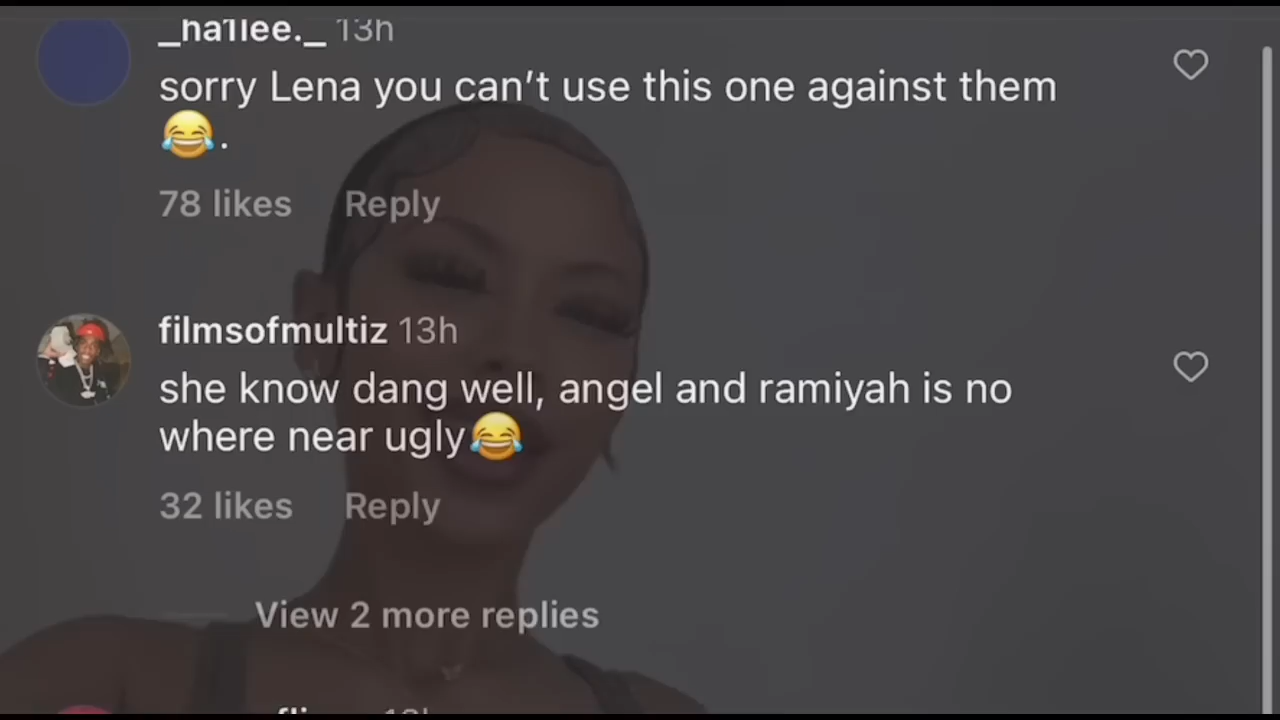 _ha1lee._ 13h
sorry Lena you can’t use this one against them
😂.
78 likes Reply
filmsofmultiz 13h
she know dang well, angel and ramiyah is no
where near ugly😂
32 likes Reply
View 2 more replies